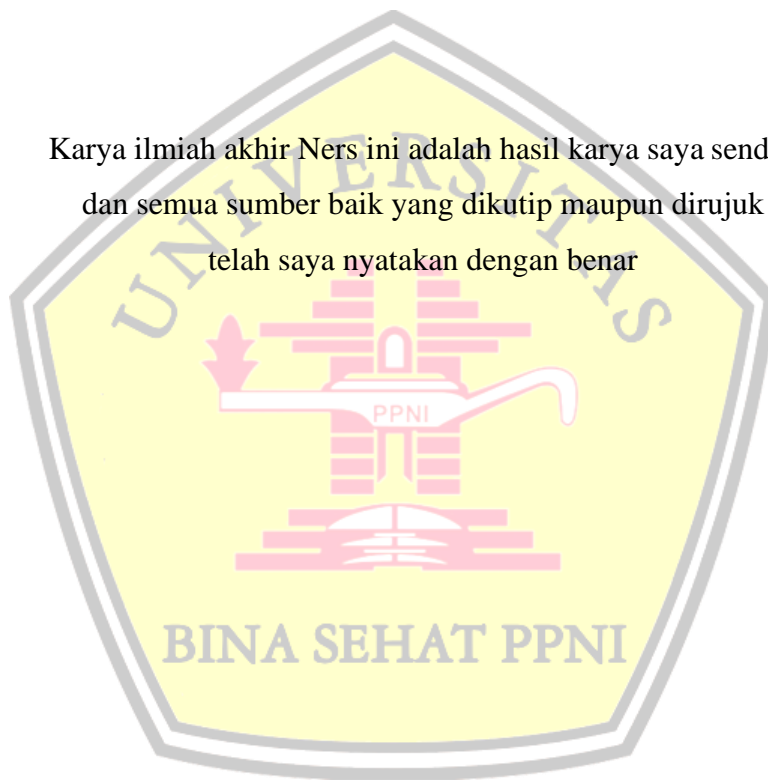 Karya ilmiah akhir Ners ini adalah hasil karya saya send
dan semua sumber baik yang dikutip maupun dirujuk
telah saya nyatakan dengan benar
UNIVERSITAS
PPNI
BINA SEHAT PPNI